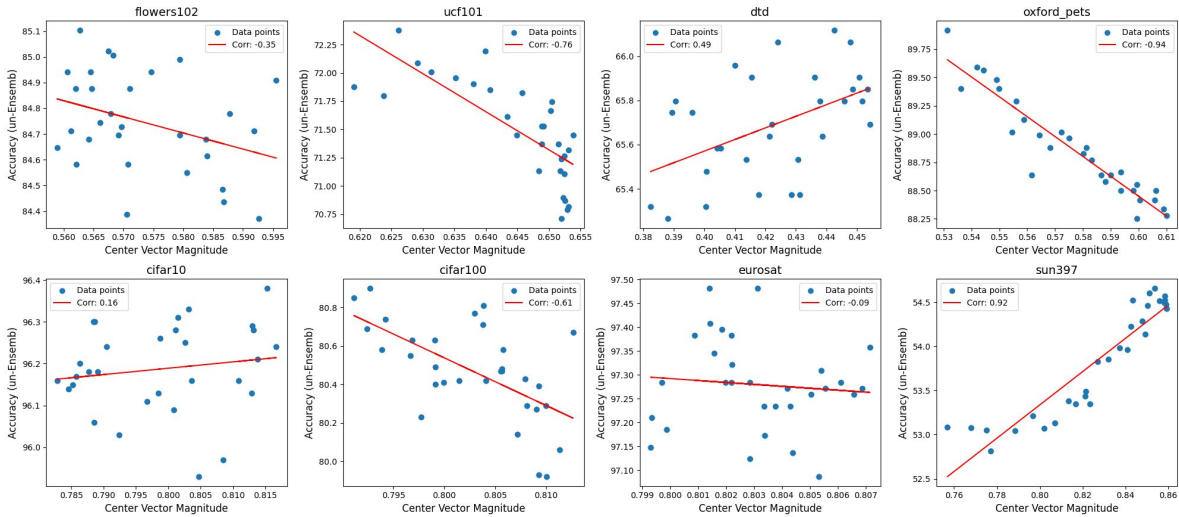 flowers102
Accuracy (un-Ensemb)
85.1
85.0
84.9
84.8
84.7
84.6
84.5
84.4
Data points
Corr: -0.35
0.560 0.565 0.570 0.575 0.580 0.585 0.590 0.595
Center Vector Magnitude
ucf101
Accuracy (un-Ensemb)
72.25
72.00
71.75
71.50
71.25
71.00
70.75
Data points
Corr: -0.76
0.620 0.625 0.630 0.635 0.640 0.645 0.650 0.655
Center Vector Magnitude
dtd
Accuracy (un-Ensemb)
66.0
65.8
65.6
65.4
Data points
Corr: 0.49
0.38 0.39 0.40 0.41 0.42 0.43 0.44 0.45
Center Vector Magnitude
oxford_pets
Accuracy (un-Ensemb)
89.75
89.50
89.25
89.00
88.75
88.50
88.25
Data points
Corr: -0.94
0.53 0.54 0.55 0.56 0.57 0.58 0.59 0.60 0.61
Center Vector Magnitude
cifar10
Accuracy (un-Ensemb)
96.4
96.3
96.2
96.1
96.0
Data points
Corr: 0.16
0.785 0.790 0.795 0.800 0.805 0.810 0.815
Center Vector Magnitude
cifar100
Accuracy (un-Ensemb)
80.8
80.6
80.4
80.2
80.0
Data points
Corr: -0.61
0.795 0.800 0.805 0.810
Center Vector Magnitude
eurosat
Accuracy (un-Ensemb)
97.50
97.45
97.40
97.35
97.30
97.25
97.20
97.15
97.10
Data points
Corr: -0.09
0.799 0.800 0.801 0.802 0.803 0.804 0.805 0.806 0.807
Center Vector Magnitude
sun397
Accuracy (un-Ensemb)
54.5
54.0
53.5
53.0
52.5
Data points
Corr: 0.92
0.76 0.78 0.80 0.82 0.84 0.86
Center Vector Magnitude